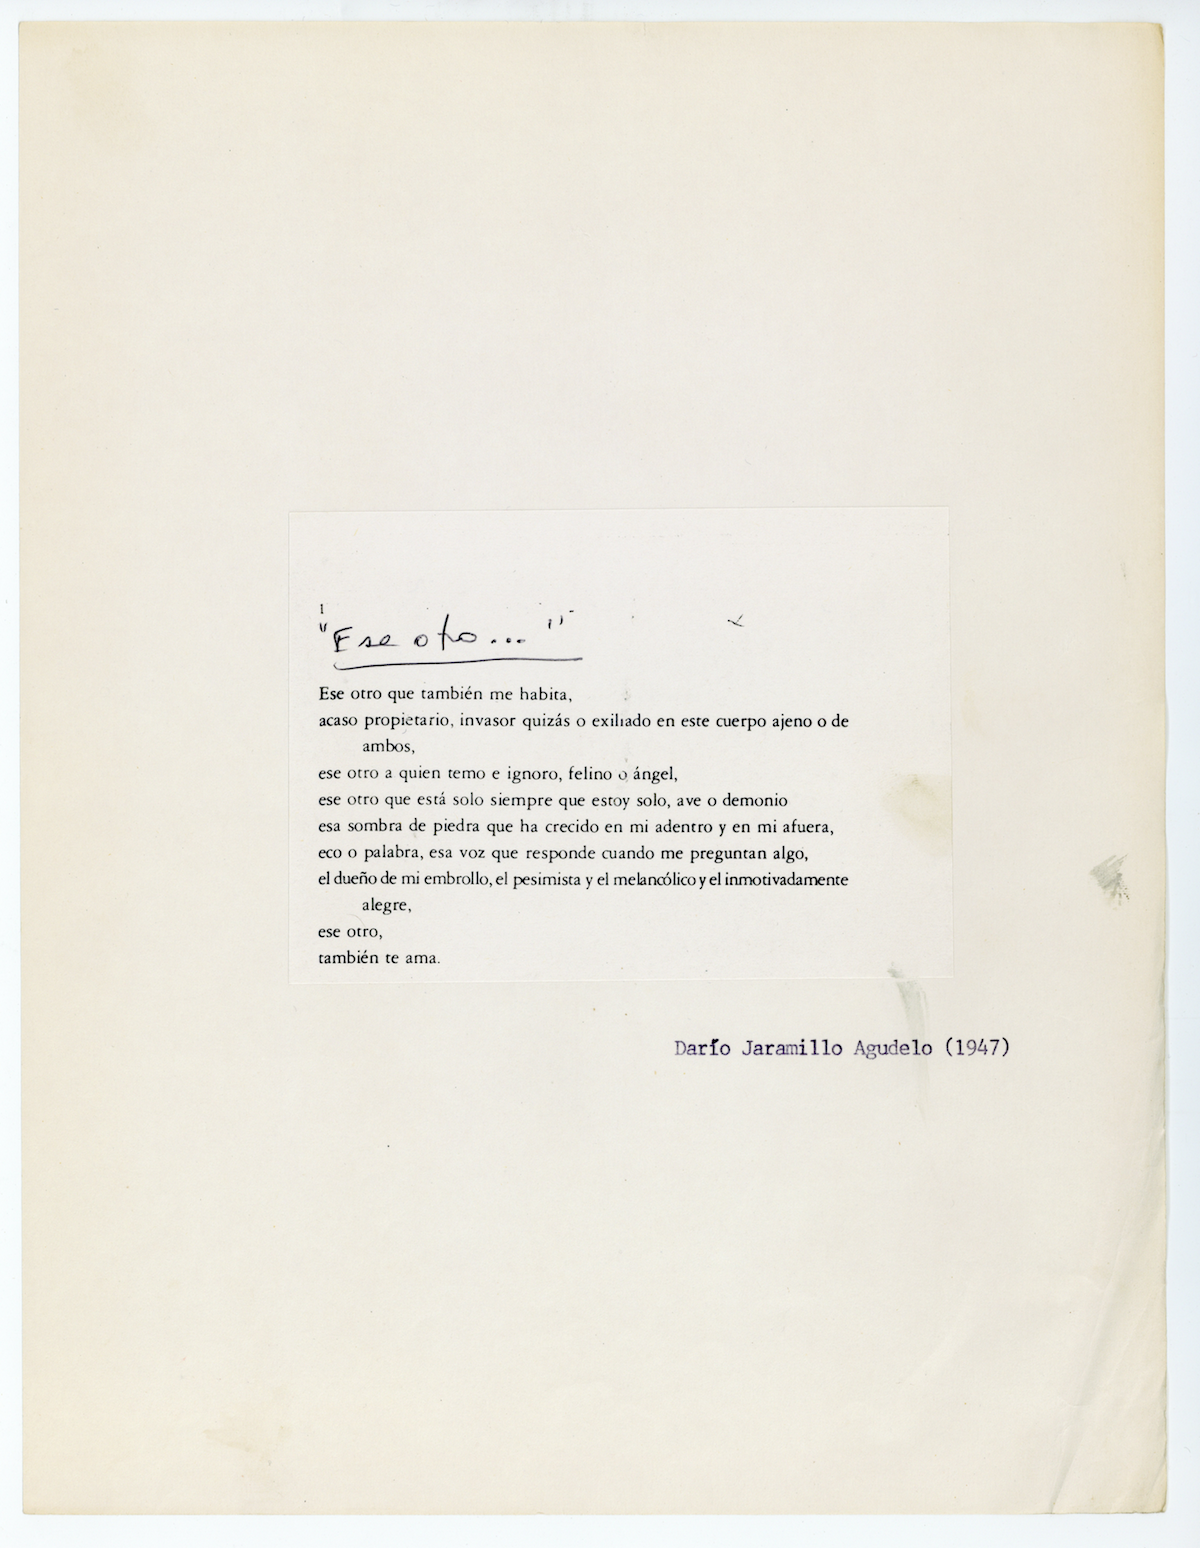 1
"Ese otro..."
Ese otro que también me habita,
acaso propietario, invasor quizás o exiliado en este cuerpo ajeno o de
ambos,
ese otro a quien temo e ignoro, felino o ángel,
ese otro que está solo siempre que estoy solo, ave o demonio
esa sombra de piedra que ha crecido en mi adentro y en mi afuera,
eco o palabra, esa voz que responde cuando me preguntan algo,
el dueño de mi embrollo, el pesimista y el melancólico y el inmotivadamente
alegre,
ese otro,
también te ama.
Darío Jaramillo Agudelo (1947)